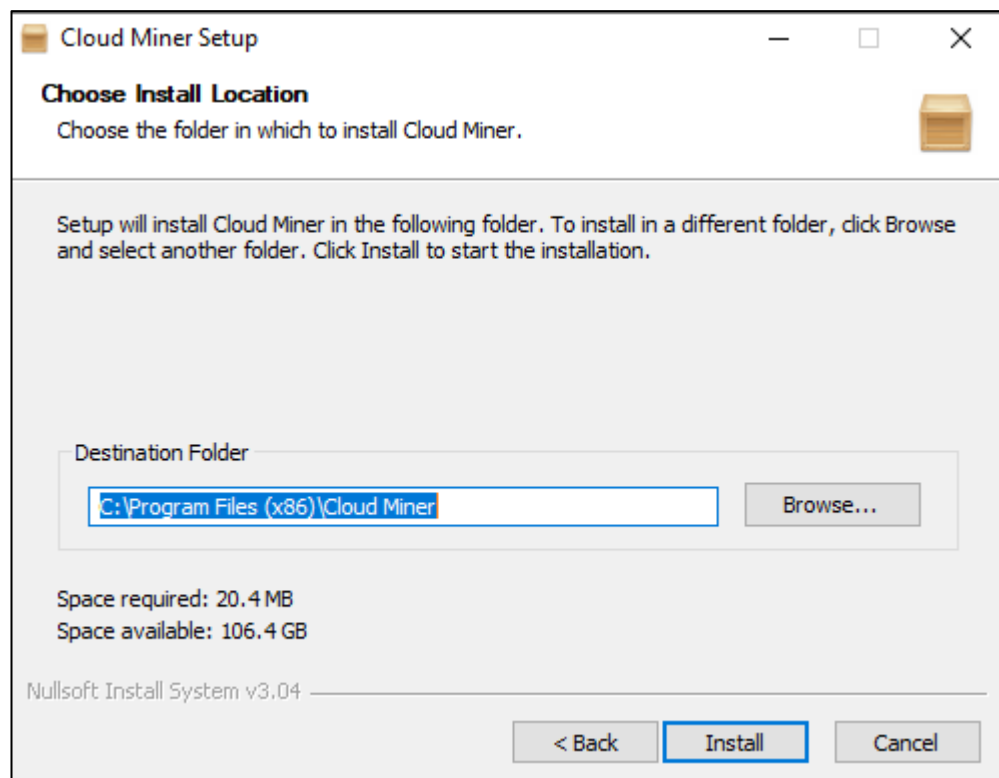 Cloud Miner Setup
Choose Install Location
Choose the folder in which to install Cloud Miner.
Setup will install Cloud Miner in the following folder. To install in a different folder, click Browse
and select another folder. Click Install to start the installation.
Destination Folder
C:\Program Files (x86)\Cloud Miner
Browse...
Space required: 20.4 MB
Space available: 106.4 GB
Nullsoft Install System v3.04
< Back Install Cancel